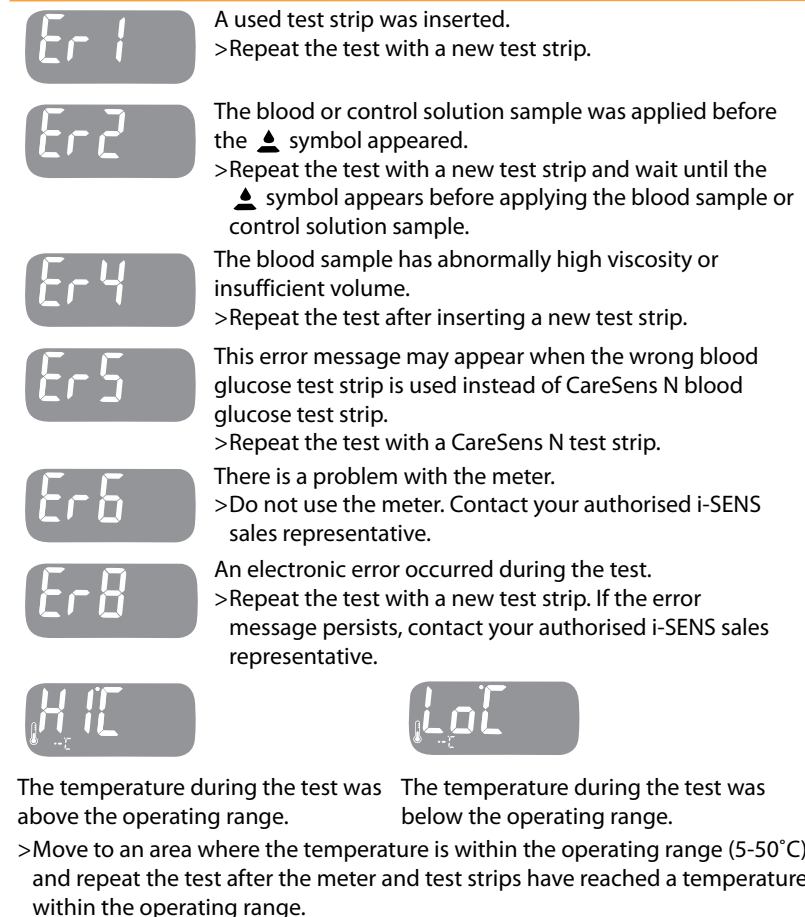 Er 1
A used test strip was inserted.
>Repeat the test with a new test strip.
Er2
The blood or control solution sample was applied before
the symbol appeared.
>Repeat the test with a new test strip and wait until the
symbol appears before applying the blood sample or
control solution sample.
Er 4
The blood sample has abnormally high viscosity or
insufficient volume.
>Repeat the test after inserting a new test strip.
Er5
This error message may appear when the wrong blood
glucose test strip is used instead of CareSens N blood
glucose test strip.
>Repeat the test with a CareSens N test strip.
Er6
There is a problem with the meter.
>Do not use the meter. Contact your authorised i-SENS
sales representative.
Er8
An electronic error occurred during the test.
>Repeat the test with a new test strip. If the error
message persists, contact your authorised i-SENS sales
representative.
HI°C
--°C
Lo°C
--°C
The temperature during the test was
above the operating range.
The temperature during the test was
below the operating range.
>Move to an area where the temperature is within the operating range (5-50˚C)
and repeat the test after the meter and test strips have reached a temperature
within the operating range.